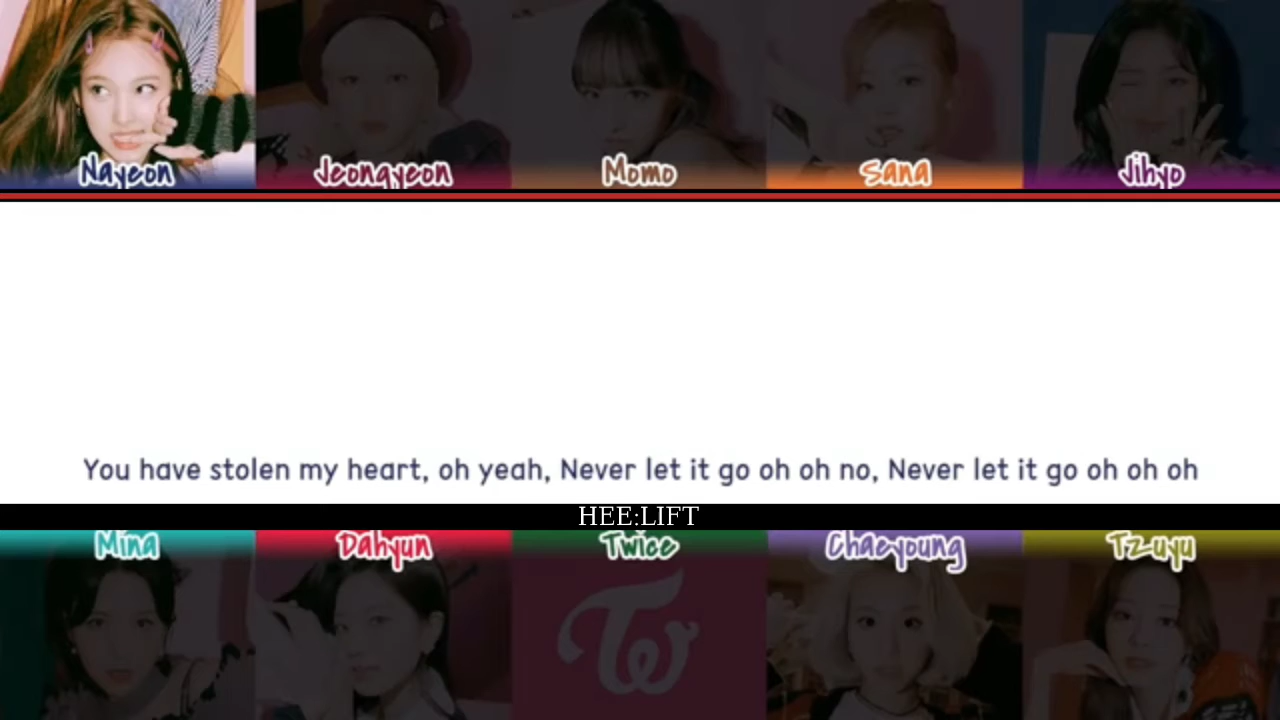 Nayeon Jeongyeon Momo Sana Jihyo
You have stolen my heart, oh yeah, Never let it go oh oh no, Never let it go oh oh oh
HEE:LIFT
Mina Dahyun Twice Chaeyoung Tzuyu
TW